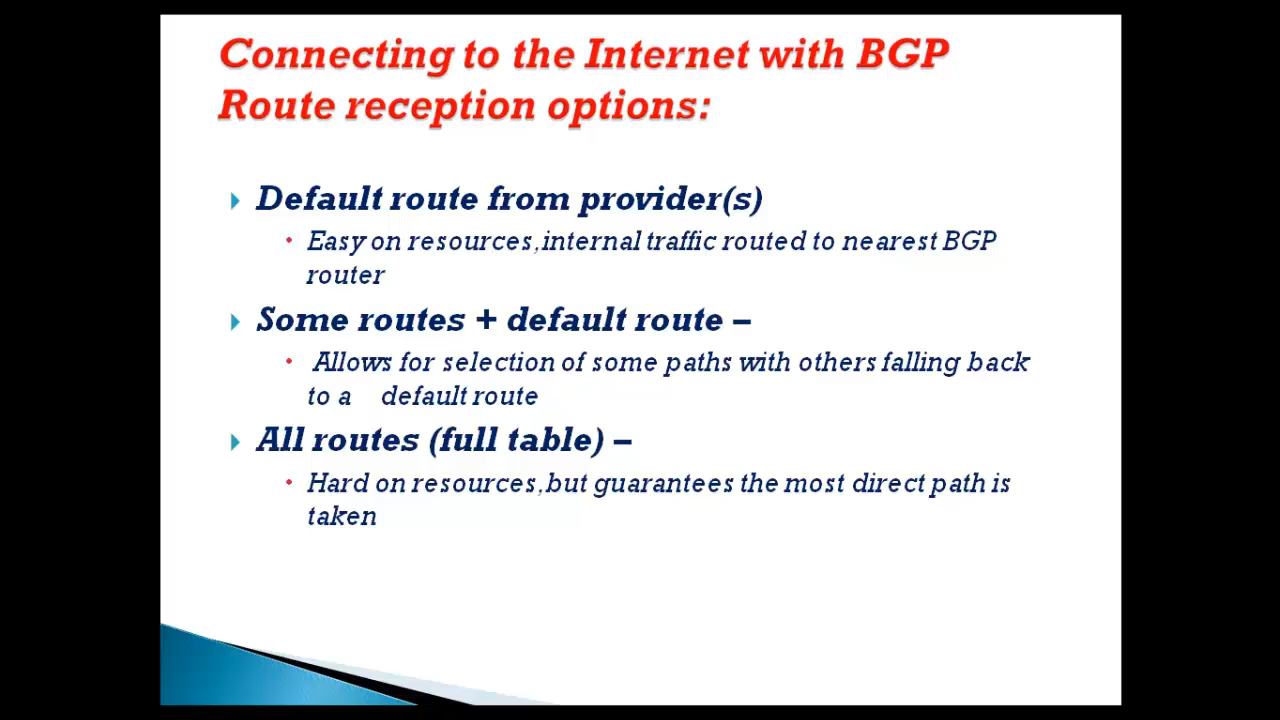 Connecting to the Internet with BGP
Route reception options:
Default route from provider(s)
Easy on resources,internal traffic routed to nearest BGP
router
Some routes + default route –
Allows for selection of some paths with others falling back
to a default route
All routes (full table) –
Hard on resources,but guarantees the most direct path is
taken